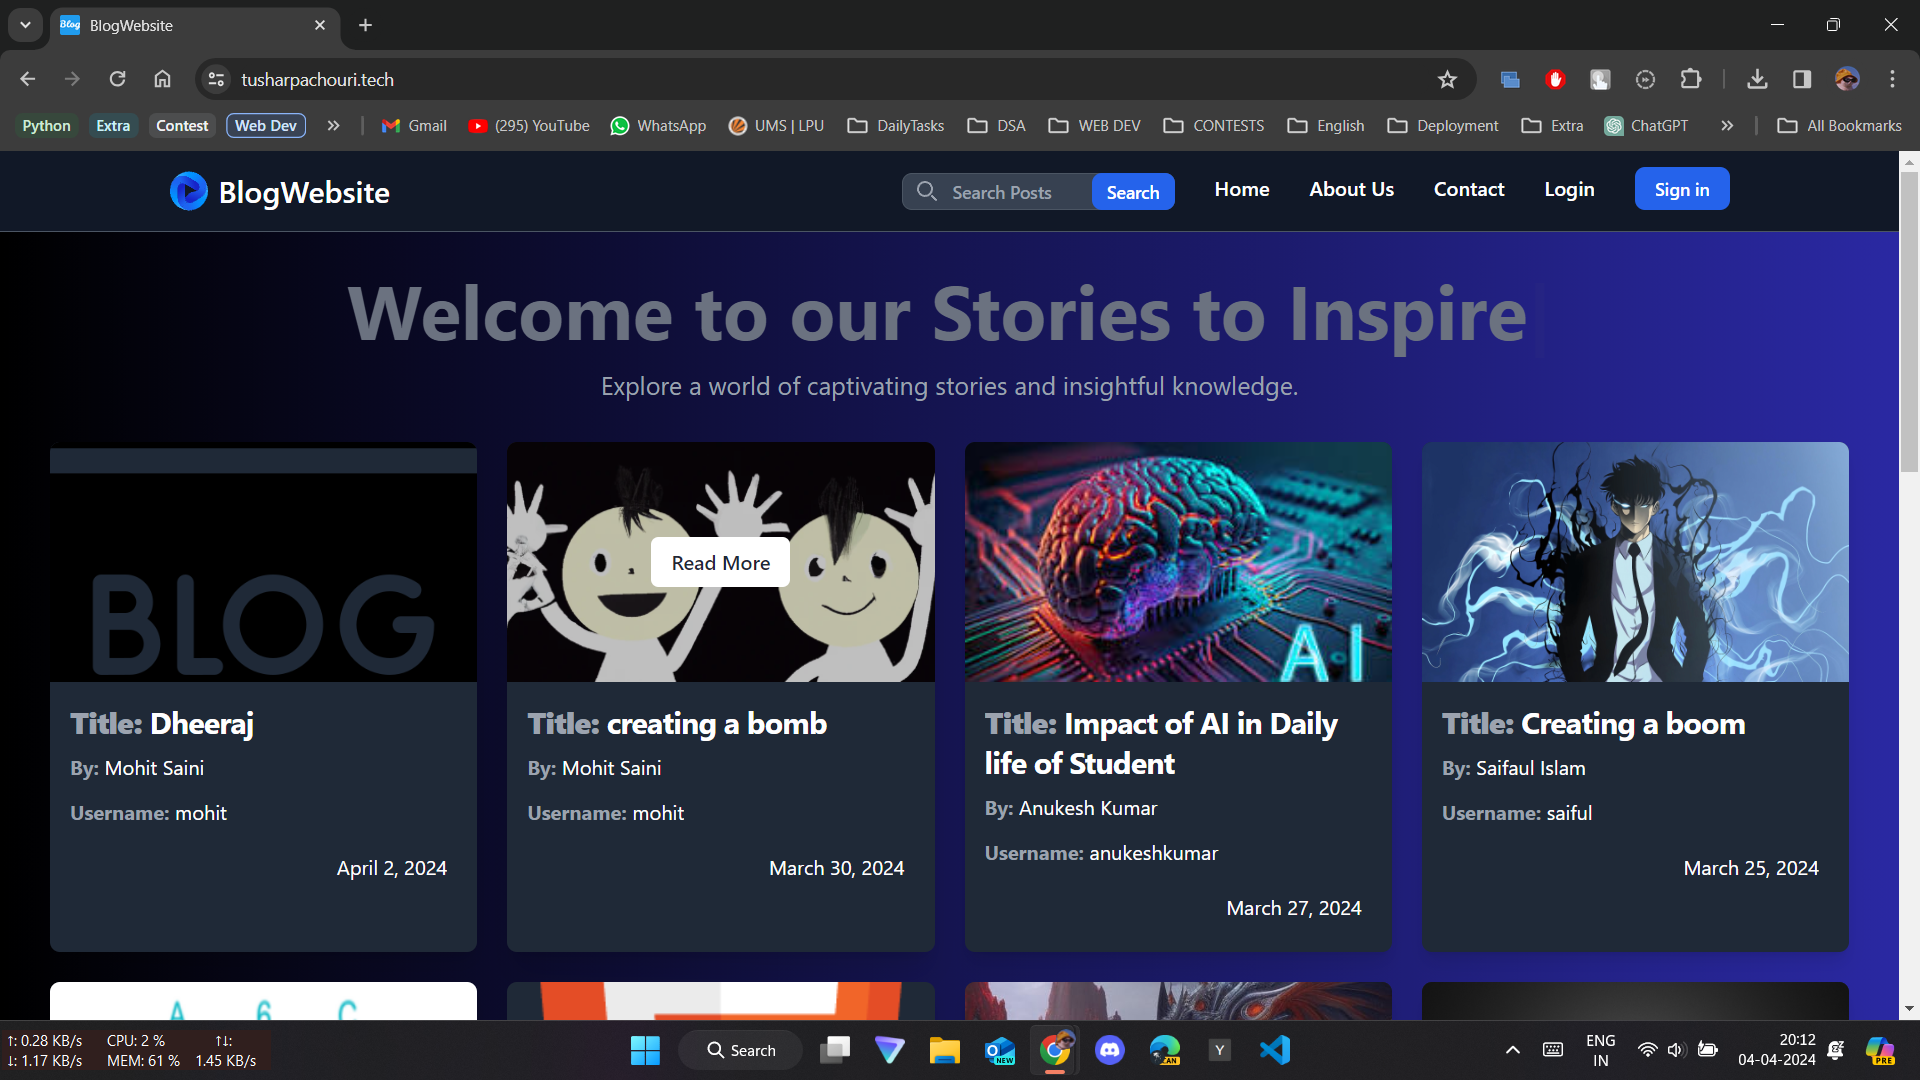 Blog BlogWebsite
tusharpachouri.tech
Python Extra Contest Web Dev Gmail (295) YouTube WhatsApp UMS | LPU DailyTasks DSA WEB DEV CONTESTS English Deployment Extra ChatGPT All Bookmarks
BlogWebsite Search Posts Search Home About Us Contact Login Sign in
Welcome to our Stories to Inspire
Explore a world of captivating stories and insightful knowledge.
BLOG
Read More
AI
Title: Dheeraj
By: Mohit Saini
Username: mohit
April 2, 2024
Title: creating a bomb
By: Mohit Saini
Username: mohit
March 30, 2024
Title: Impact of AI in Daily
life of Student
By: Anukesh Kumar
Username: anukeshkumar
March 27, 2024
Title: Creating a boom
By: Saifaul Islam
Username: saiful
March 25, 2024
A 6 C
↑: 0.28 KB/s CPU: 2 % ↑↓:
↓: 1.17 KB/s MEM: 61 % 1.45 KB/s
Search
NEW
CAN
Y
ENG
IN
20:12
04-04-2024
PRE